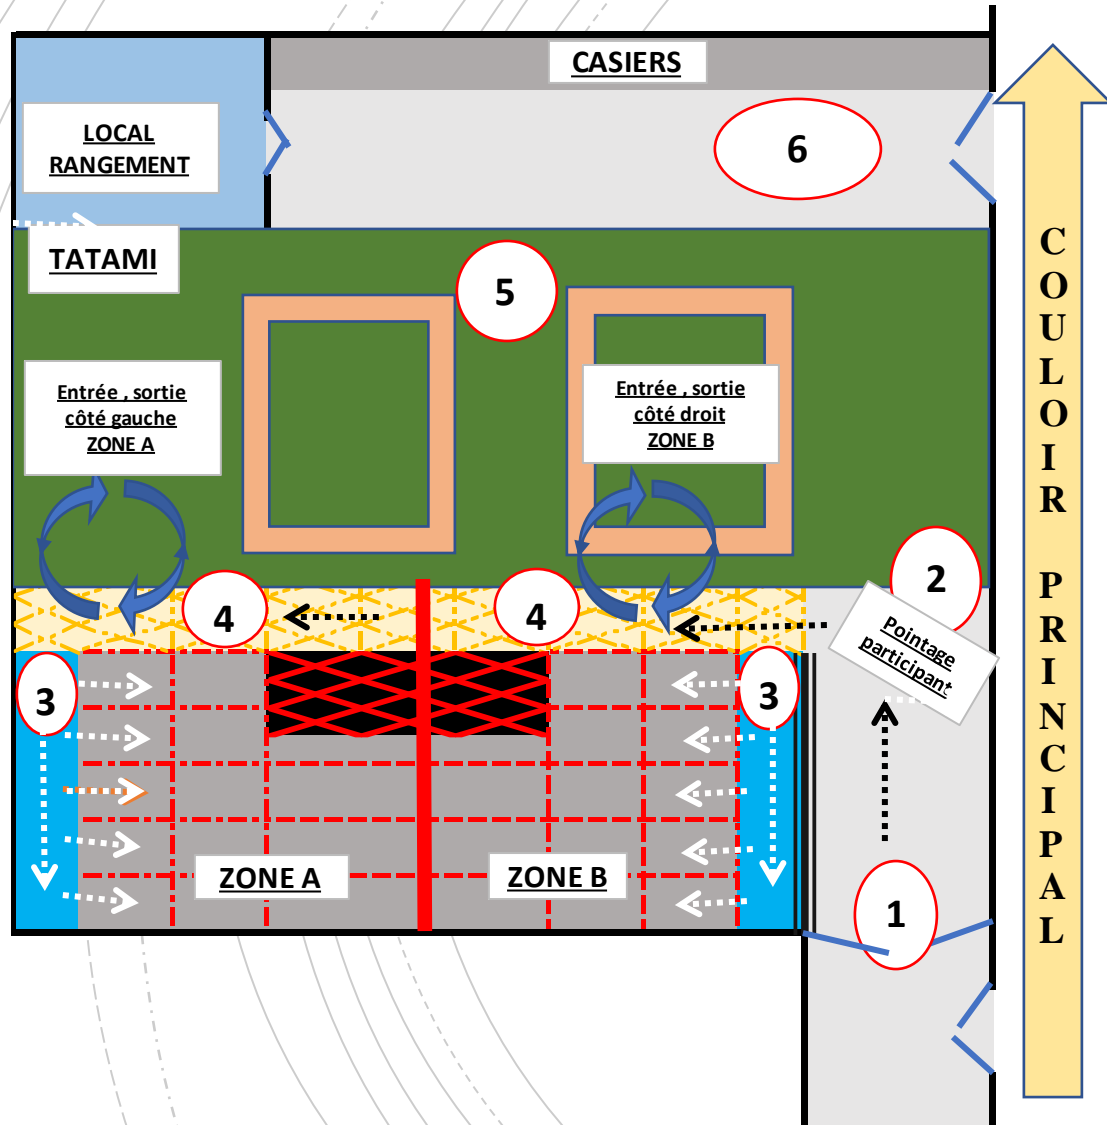 CASIERS
LOCAL
RANGEMENT
6
TATAMI
5
Entrée , sortie
côté gauche
ZONE A
Entrée , sortie
côté droit
ZONE B
COULOIR PRINCIPAL
2
Pointage
participant
4
4
3
3
ZONE A
ZONE B
1